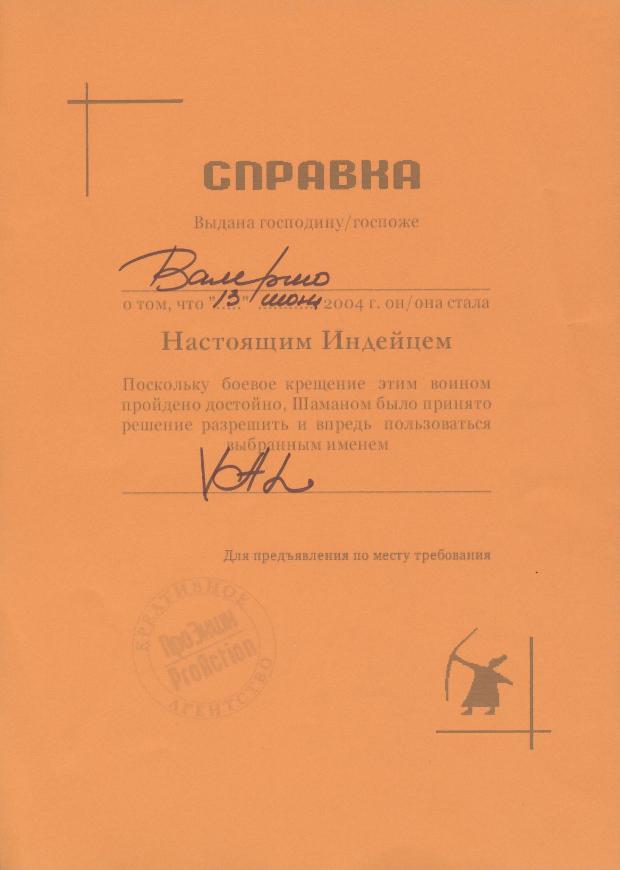 СПРАВКА
Выдана господину/госпоже
Валерию
о том, что "13" июня 2004 г. он/она стала
Настоящим Индейцем
Поскольку боевое крещение этим воином
пройдено достойно, Шаманом было принято
решение разрешить и впредь пользоваться
выбранным именем
VAL
Для предъявления по месту требования
КРЕАТИВНОЕ
ПроЭкшн
ProAction
АГЕНТСТВО